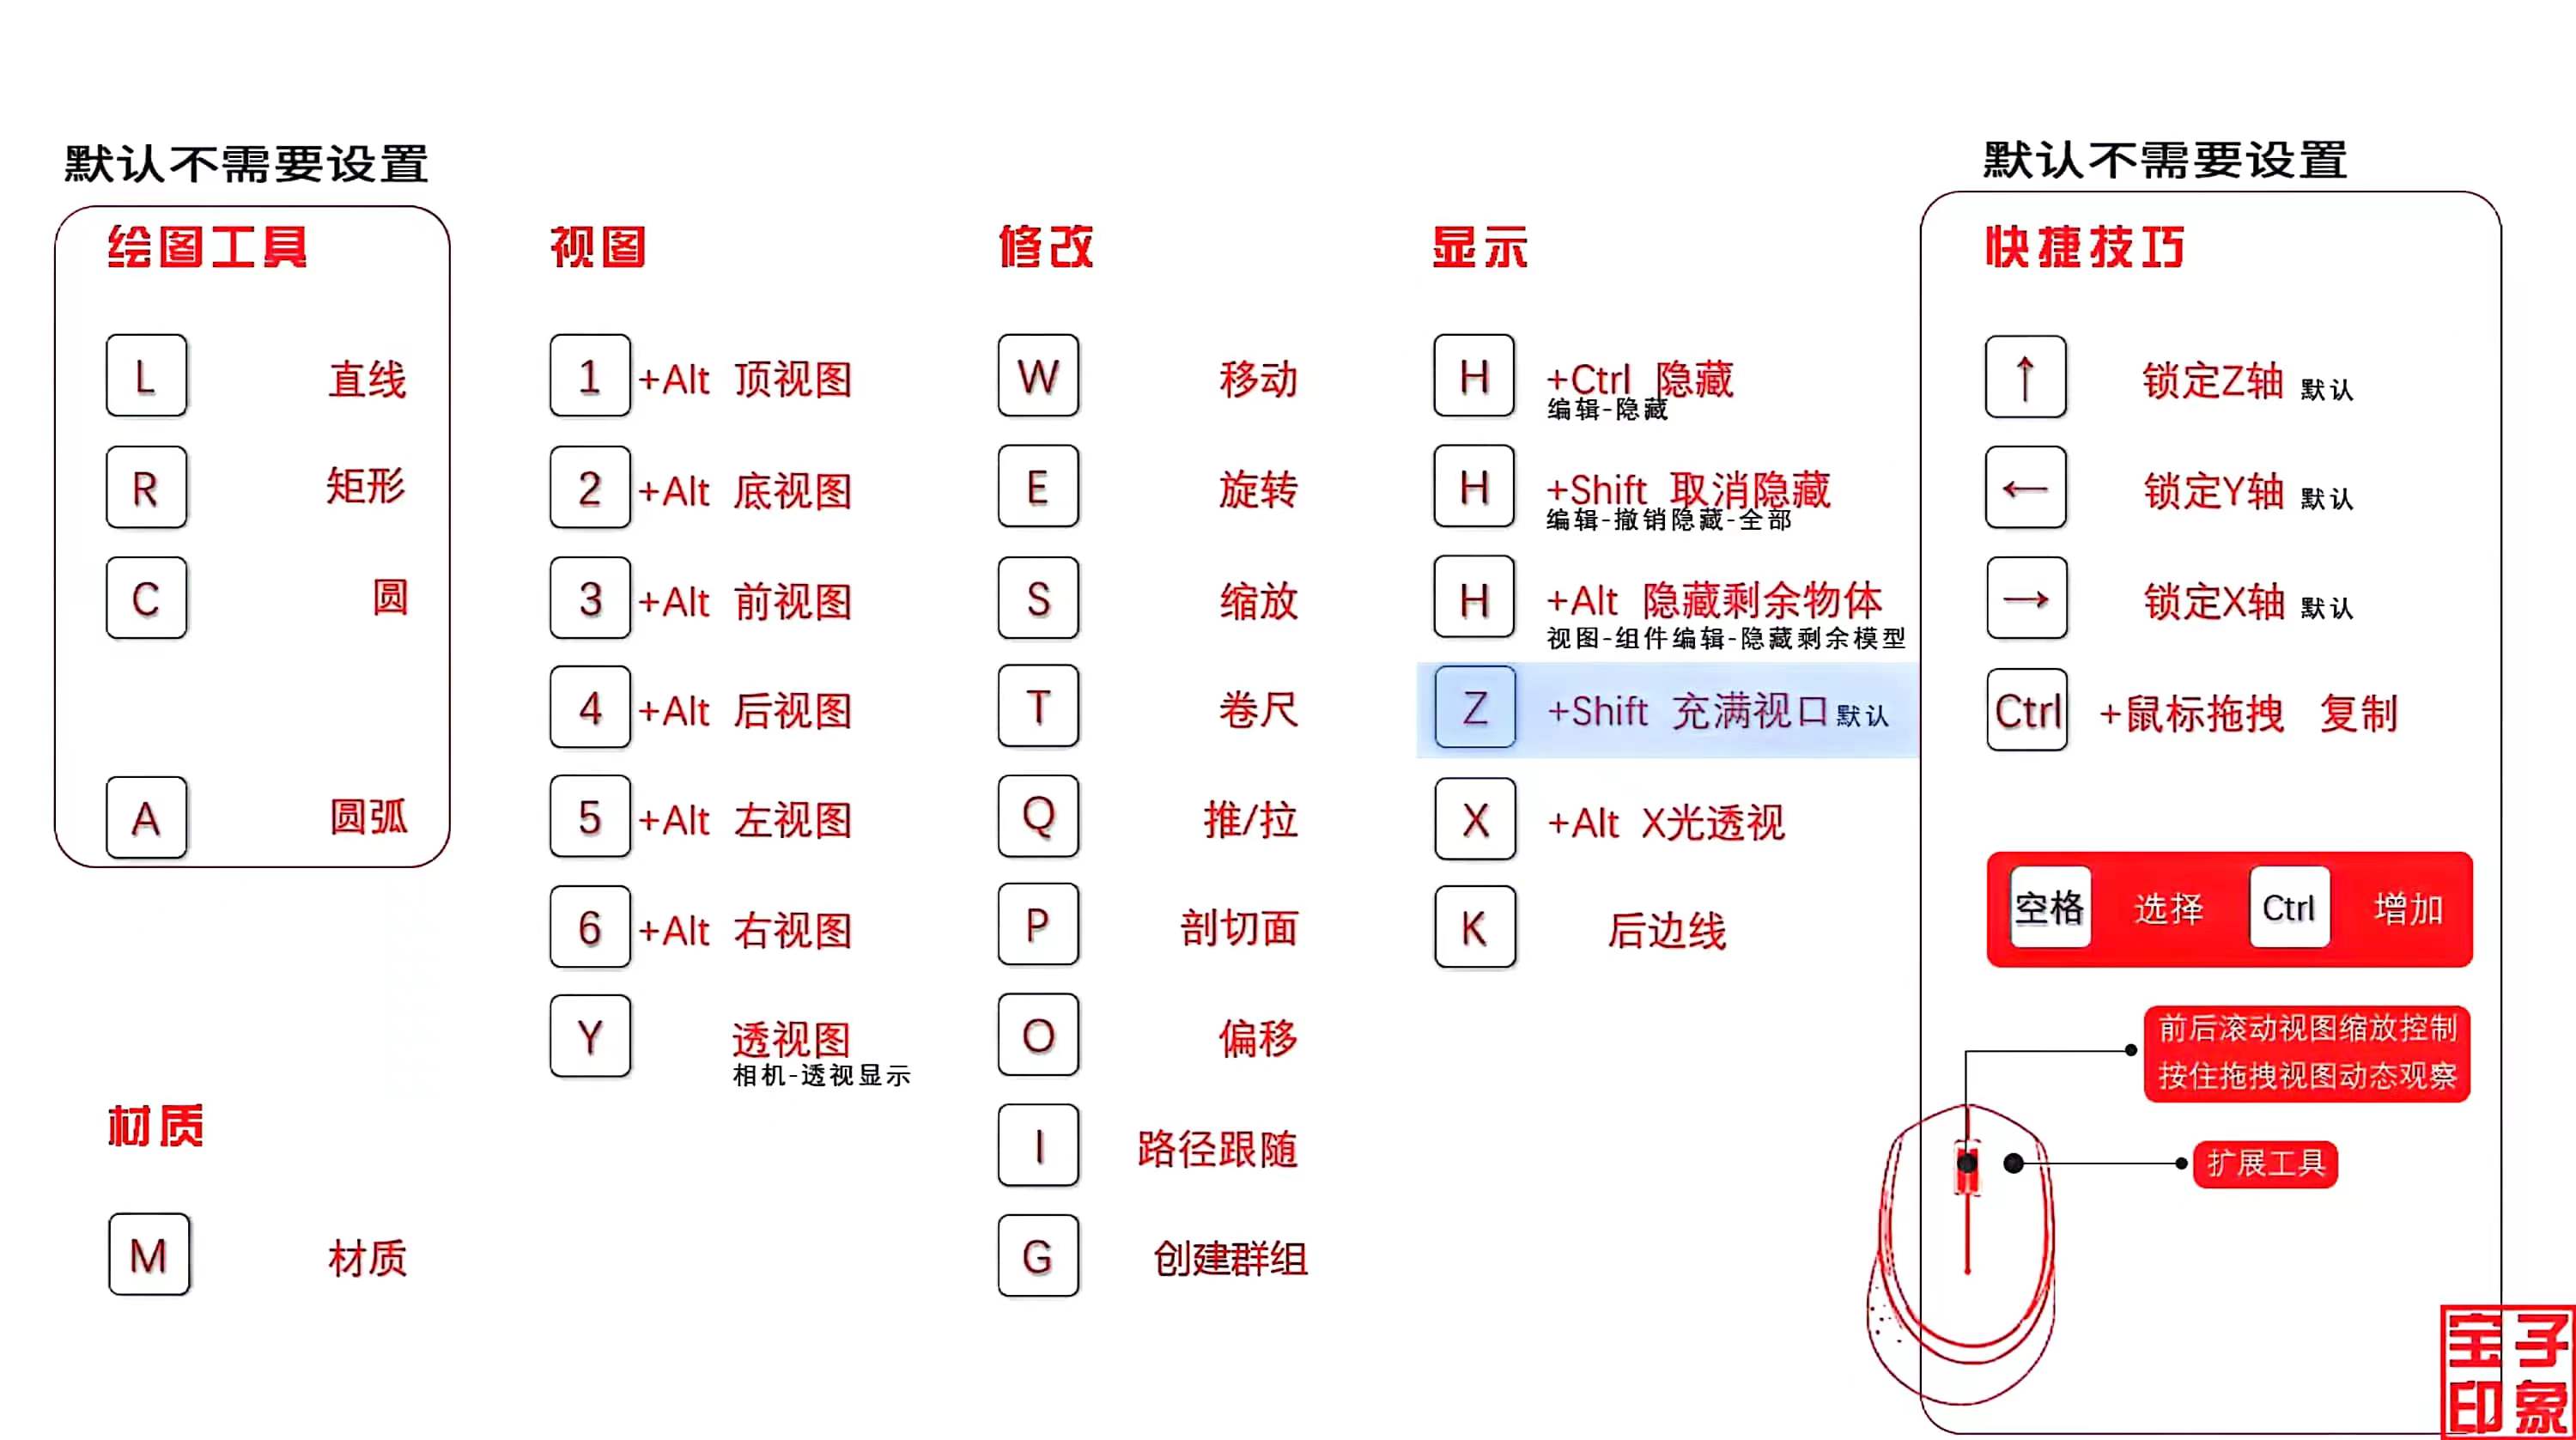 默认不需要设置
绘图工具
L 直线
R 矩形
C 圆
A 圆弧
材质
M 材质
视图
1 +Alt 顶视图
2 +Alt 底视图
3 +Alt 前视图
4 +Alt 后视图
5 +Alt 左视图
6 +Alt 右视图
Y 透视图
相机-透视显示
修改
W 移动
E 旋转
S 缩放
T 卷尺
Q 推/拉
P 剖切面
O 偏移
I 路径跟随
G 创建群组
显示
H +Ctrl 隐藏
编辑-隐藏
H +Shift 取消隐藏
编辑-撤销隐藏-全部
H +Alt 隐藏剩余物体
视图-组件编辑-隐藏剩余模型
Z +Shift 充满视口 默认
X +Alt X光透视
K 后边线
默认不需要设置
快捷技巧
↑ 锁定Z轴 默认
← 锁定Y轴 默认
→ 锁定X轴 默认
Ctrl +鼠标拖拽 复制
空格 选择 Ctrl 增加
前后滚动视图缩放控制
按住拖拽视图动态观察
扩展工具
宝子
印象